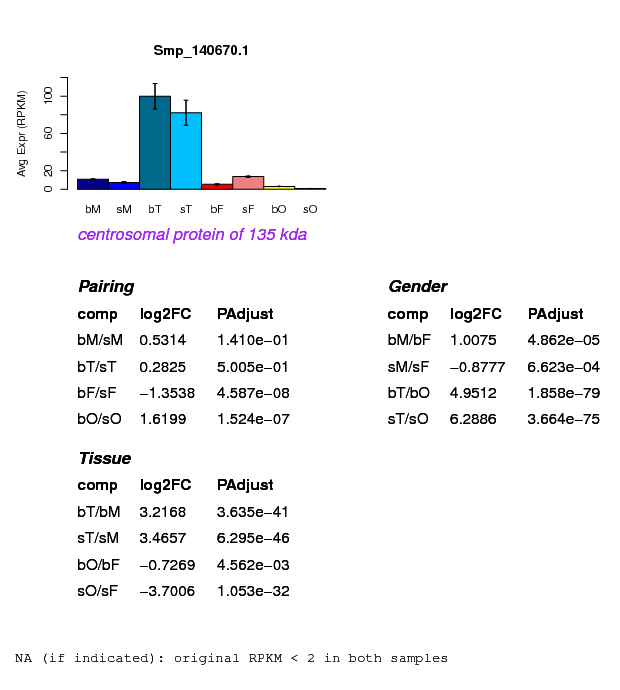 Smp_140670.1
Avg Expr (RPKM)
0 20 60 100
bM sM bT sT bF sF bO sO
centrosomal protein of 135 kda
Pairing
comp log2FC PAdjust
bM/sM 0.5314 1.410e−01
bT/sT 0.2825 5.005e−01
bF/sF −1.3538 4.587e−08
bO/sO 1.6199 1.524e−07
Gender
comp log2FC PAdjust
bM/bF 1.0075 4.862e−05
sM/sF −0.8777 6.623e−04
bT/bO 4.9512 1.858e−79
sT/sO 6.2886 3.664e−75
Tissue
comp log2FC PAdjust
bT/bM 3.2168 3.635e−41
sT/sM 3.4657 6.295e−46
bO/bF −0.7269 4.562e−03
sO/sF −3.7006 1.053e−32
NA (if indicated): original RPKM < 2 in both samples